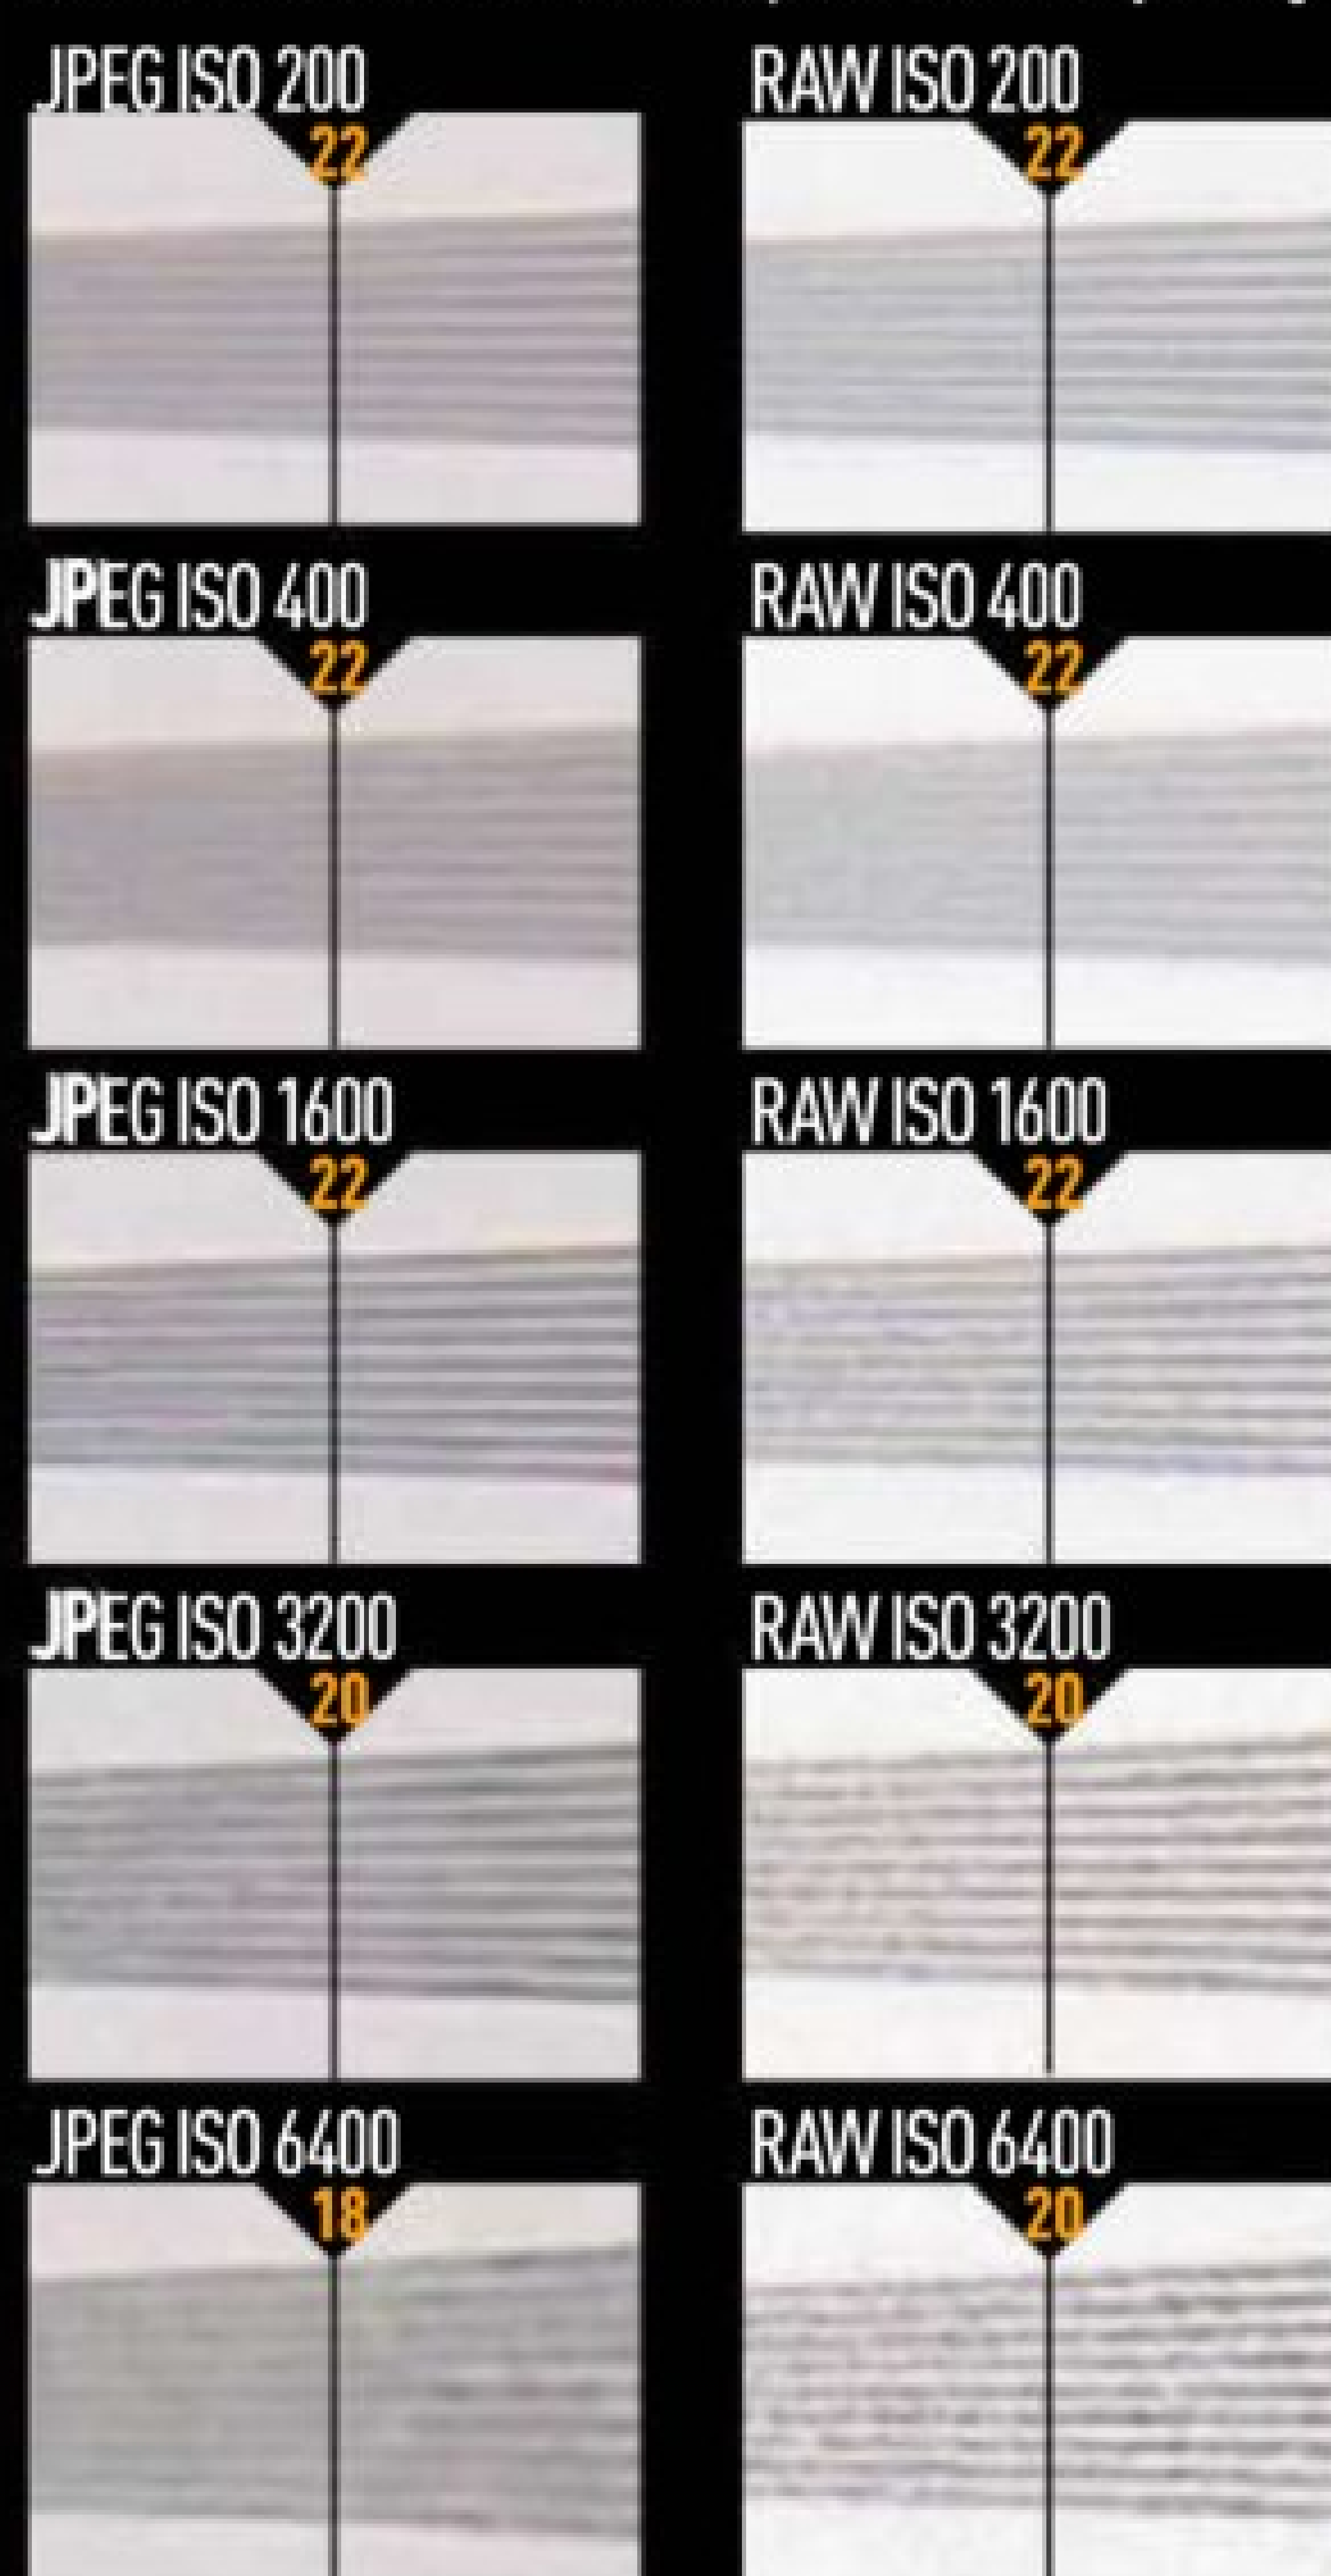 JPEG ISO 200
RAW ISO 200
22
22
JPEG ISO 400
RAW ISO 400
22
22
JPEG ISO 1600
RAW ISO 1600
22
22
JPEG ISO 3200
RAW ISO 3200
20
20
JPEG ISO 6400
RAW ISO 6400
18
20